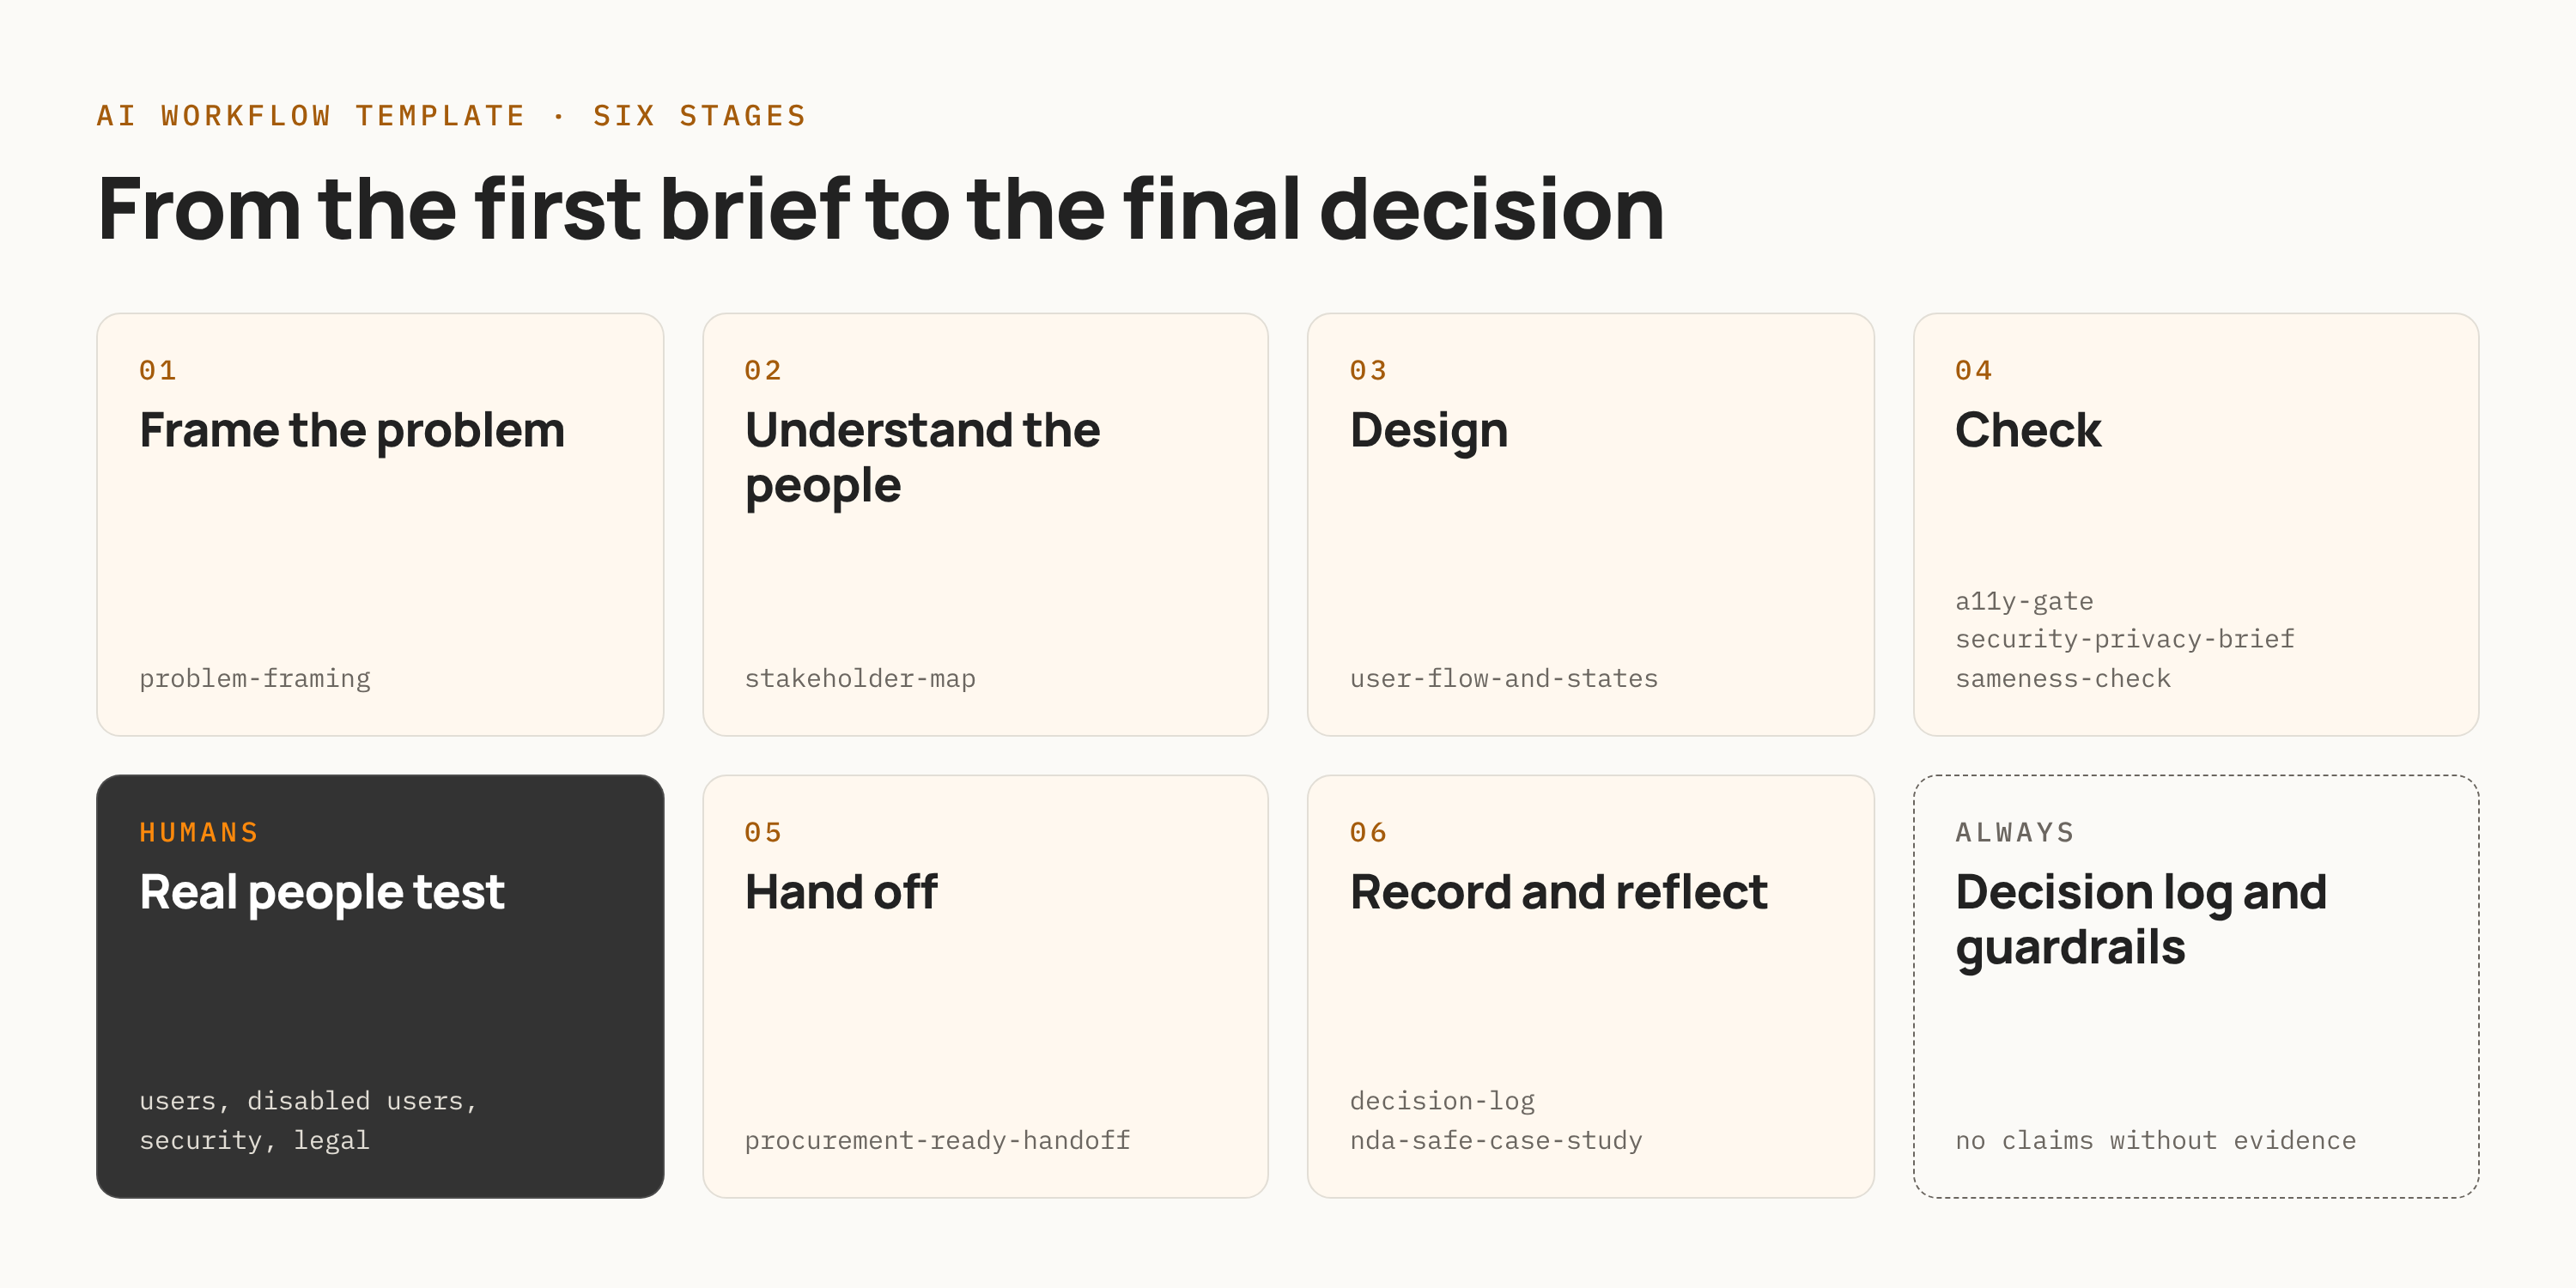 AI WORKFLOW TEMPLATE · SIX STAGES
From the first brief to the final decision
01
Frame the problem
problem-framing
02
Understand the
people
stakeholder-map
03
Design
user-flow-and-states
04
Check
a11y-gate
security-privacy-brief
sameness-check
HUMANS
Real people test
users, disabled users,
security, legal
05
Hand off
procurement-ready-handoff
06
Record and reflect
decision-log
nda-safe-case-study
ALWAYS
Decision log and
guardrails
no claims without evidence